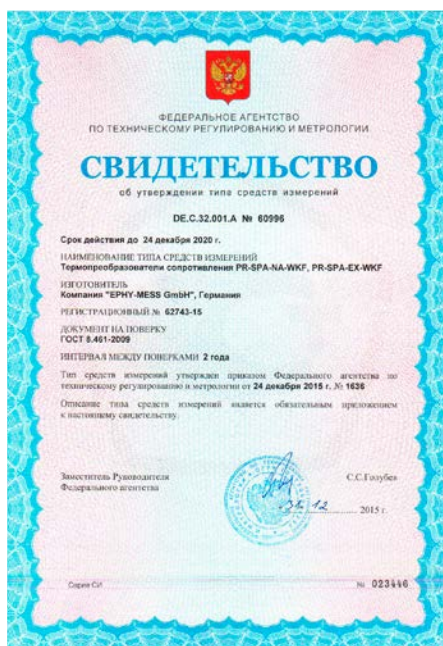 ФЕДЕРАЛЬНОЕ АГЕНТСТВО
ПО ТЕХНИЧЕСКОМУ РЕГУЛИРОВАНИЮ И МЕТРОЛОГИИ
СВИДЕТЕЛЬСТВО
об утверждении типа средств измерений
DE.C.32.001.A № 60996
Срок действия до 24 декабря 2020 г.
НАИМЕНОВАНИЕ ТИПА СРЕДСТВ ИЗМЕРЕНИЙ
Термопреобразователи сопротивления PR-SPA-NA-WKF, PR-SPA-EX-WKF
ИЗГОТОВИТЕЛЬ
Компания "EPHY-MESS GmbH", Германия
РЕГИСТРАЦИОННЫЙ № 62743-15
ДОКУМЕНТ НА ПОВЕРКУ
ГОСТ 8.461-2009
ИНТЕРВАЛ МЕЖДУ ПОВЕРКАМИ 2 года
Тип средств измерений утвержден приказом Федерального агентства по
техническому регулированию и метрологии от 24 декабря 2015 г. № 1636
Описание типа средств измерений является обязательным приложением
к настоящему свидетельству.
Заместитель Руководителя С.С.Голубев
Федерального агентства
31 12 2015 г.
Серия СИ № 023446